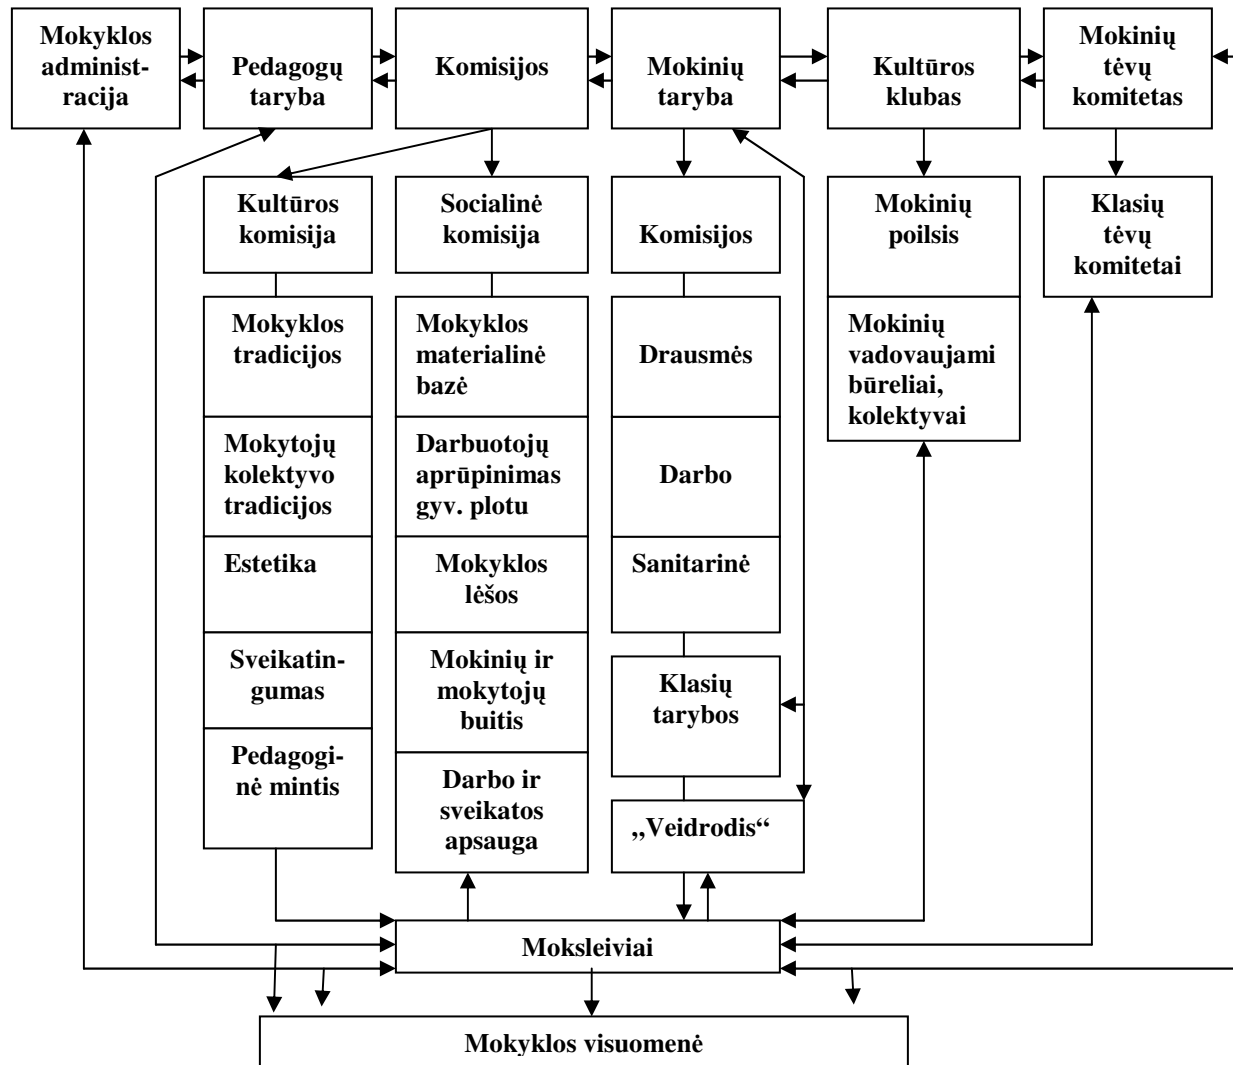 Mokyklos
administ-
racija
Pedagogų
taryba
Komisijos
Mokinių
taryba
Kultūros
klubas
Mokinių
tėvų
komitetas
Kultūros
komisija
Socialinė
komisija
Komisijos
Mokinių
poilsis
Klasių
tėvų
komitetai
Mokyklos
tradicijos
Mokytojų
kolektyvo
tradicijos
Estetika
Sveikatin-
gumas
Pedagogi-
nė mintis
Mokyklos
materialinė
bazė
Darbuotojų
aprūpinimas
gyv. plotu
Mokyklos
lėšos
Mokinių ir
mokytojų
buitis
Darbo ir
sveikatos
apsauga
Drausmės
Darbo
Sanitarinė
Klasių
tarybos
„Veidrodis“
Mokinių
vadovaujami
būreliai,
kolektyvai
Moksleiviai
Mokyklos visuomenė